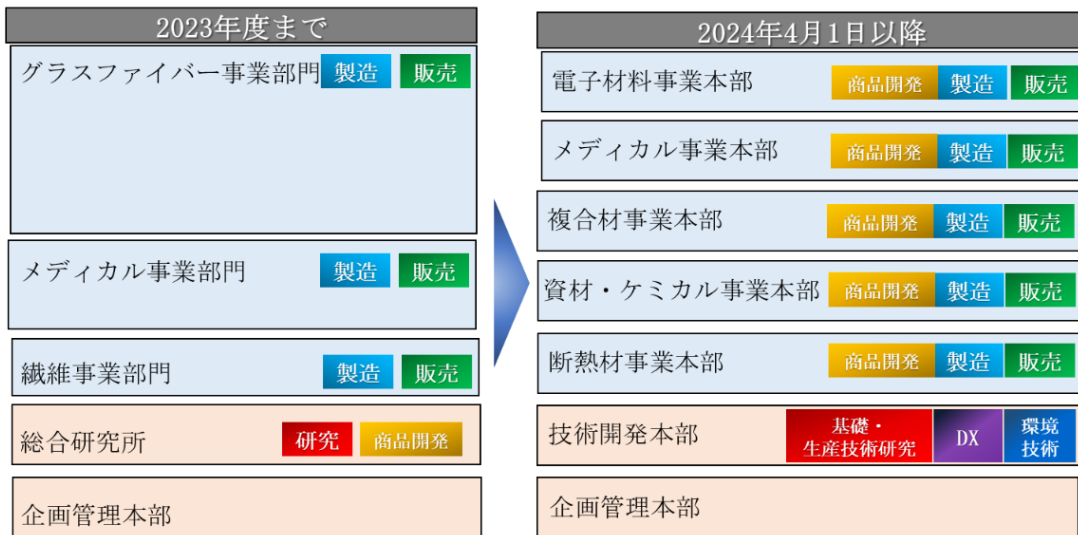 2023年度まで
グラスファイバー事業部門 製造 販売
メディカル事業部門 製造 販売
繊維事業部門 製造 販売
総合研究所 研究 商品開発
企画管理本部
2024年4月1日以降
電子材料事業本部 商品開発 製造 販売
メディカル事業本部 商品開発 製造 販売
複合材事業本部 商品開発 製造 販売
資材・ケミカル事業本部 商品開発 製造 販売
断熱材事業本部 商品開発 製造 販売
技術開発本部 基礎・ DX 環境
生産技術研究 技術
企画管理本部